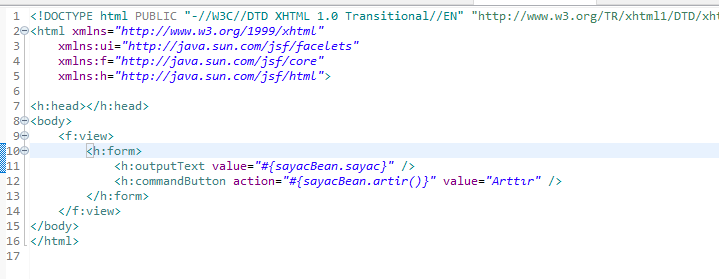 1 <!DOCTYPE html PUBLIC "-//W3C//DTD XHTML 1.0 Transitional//EN" "http://www.w3.org/TR/xhtml1/DTD/xht
2 <html xmlns="http://www.w3.org/1999/xhtml"
3 xmlns:ui="http://java.sun.com/jsf/facelets"
4 xmlns:f="http://java.sun.com/jsf/core"
5 xmlns:h="http://java.sun.com/jsf/html">
6
7 <h:head></h:head>
8 <body>
9 <f:view>
10 <h:form>
11 <h:outputText value="#{sayacBean.sayac}" />
12 <h:commandButton action="#{sayacBean.artir()}" value="Arttır" />
13 </h:form>
14 </f:view>
15 </body>
16 </html>
17